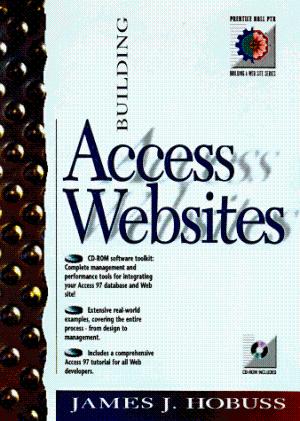 PRENTICE HALL PTR
BUILDING A WEB SITE SERIES
BUILDING
Access
Websites
CD-ROM software toolkit:
Complete management and
performance tools for integrating
your Access 97 database and Web
site!
Extensive real-world
examples, covering the entire
process - from design to
management.
Includes a comprehensive
Access 97 tutorial for all Web
developers.
CD-ROM INCLUDED
JAMES J. HOBUSS